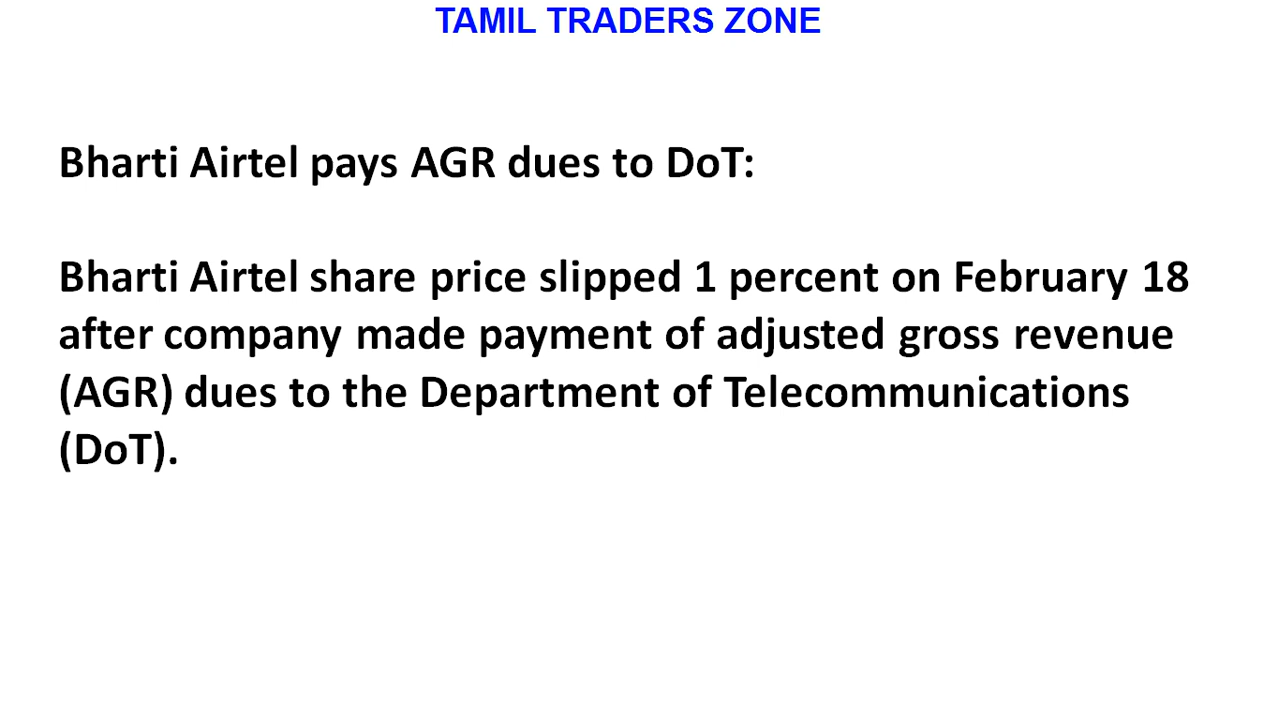 TAMIL TRADERS ZONE
Bharti Airtel pays AGR dues to DoT:
Bharti Airtel share price slipped 1 percent on February 18
after company made payment of adjusted gross revenue
(AGR) dues to the Department of Telecommunications
(DoT).